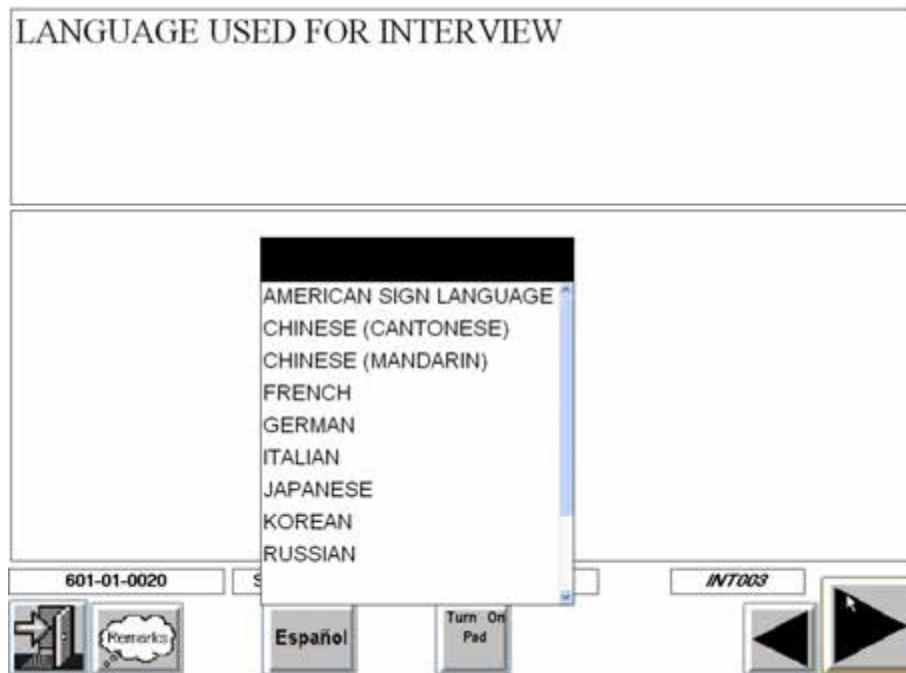 LANGUAGE USED FOR INTERVIEW
AMERICAN SIGN LANGUAGE
CHINESE (CANTONESE)
CHINESE (MANDARIN)
FRENCH
GERMAN
ITALIAN
JAPANESE
KOREAN
RUSSIAN
601-01-0020
S
INT003
Remarks
Español
Turn On
Pad